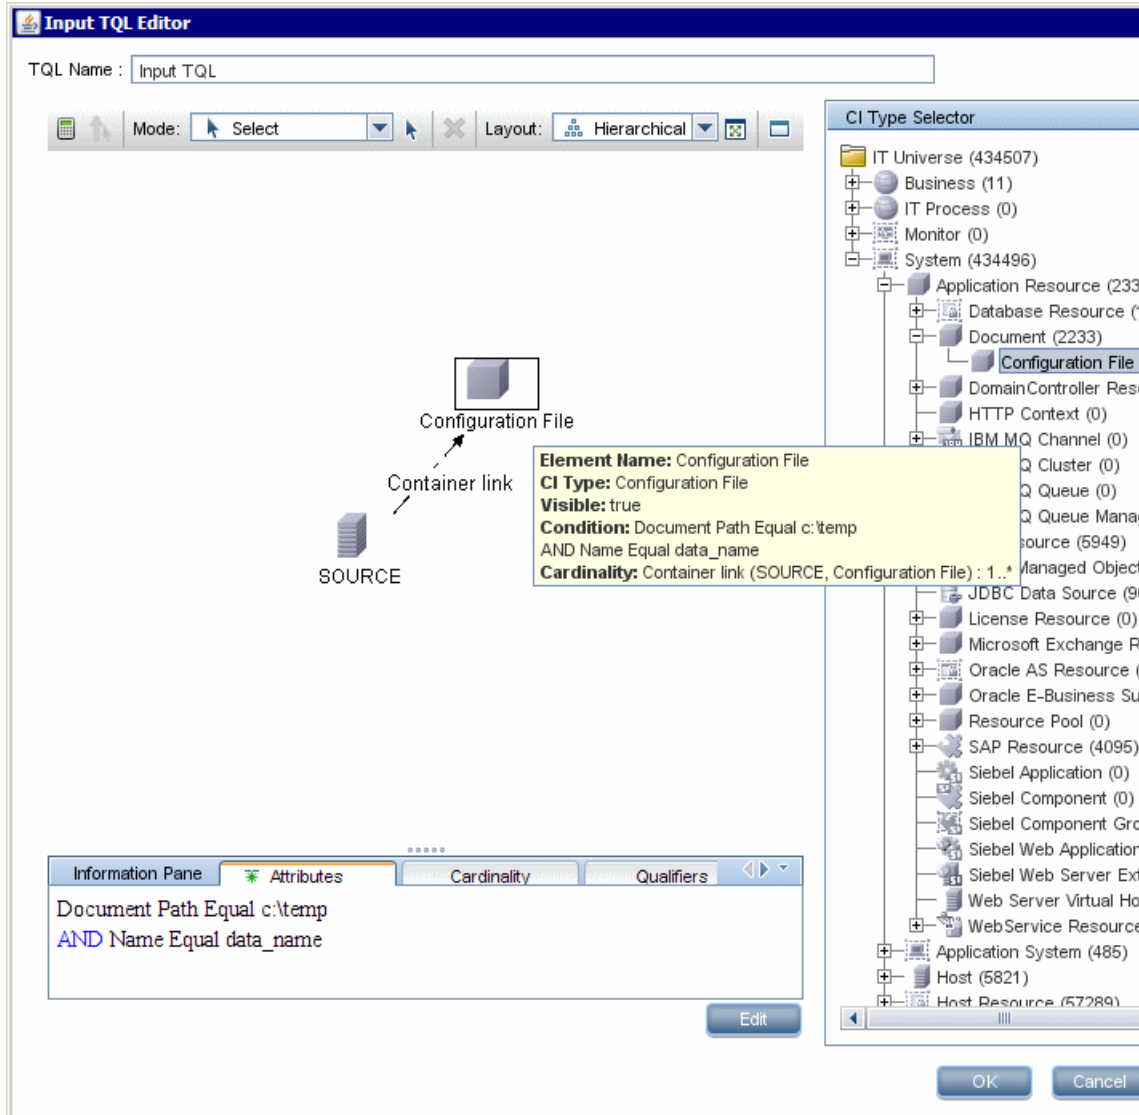 Input TQL Editor
TQL Name :
Input TQL
Mode:
Select
Layout:
Hierarchical
CI Type Selector
IT Universe (434507)
Business (11)
IT Process (0)
Monitor (0)
System (434496)
Application Resource (233
Database Resource (
Document (2233)
Configuration File
DomainController Res
HTTP Context (0)
IBM MQ Channel (0)
Q Cluster (0)
Q Queue (0)
Q Queue Mana
source (5949)
Managed Object
JDBC Data Source (9
License Resource (0)
Microsoft Exchange R
Oracle AS Resource (
Oracle E-Business Su
Resource Pool (0)
SAP Resource (4095)
Siebel Application (0)
Siebel Component (0)
Siebel Component Gro
Siebel Web Application
Siebel Web Server Ext
Web Server Virtual Ho
WebService Resource
Application System (485)
Host (5821)
Host Resource (57289)
Configuration File
Container link
SOURCE
Element Name: Configuration File
CI Type: Configuration File
Visible: true
Condition: Document Path Equal c:\temp
AND Name Equal data_name
Cardinality: Container link (SOURCE, Configuration File) : 1..*
Information Pane
Attributes
Cardinality
Qualifiers
Document Path Equal c:\temp
AND Name Equal data_name
Edit
OK
Cancel